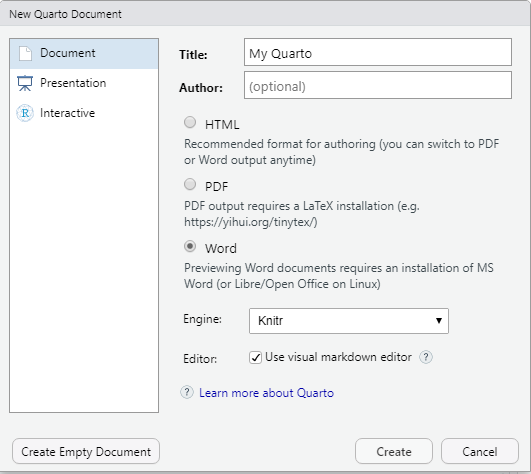 New Quarto Document
Document
Presentation
R Interactive
Title: My Quarto
Author: (optional)
HTML
Recommended format for authoring (you can switch to PDF
or Word output anytime)
PDF
PDF output requires a LaTeX installation (e.g.
https://yihui.org/tinytex/)
Word
Previewing Word documents requires an installation of MS
Word (or Libre/Open Office on Linux)
Engine: Knitr
Editor: Use visual markdown editor ?
? Learn more about Quarto
Create Empty Document Create Cancel